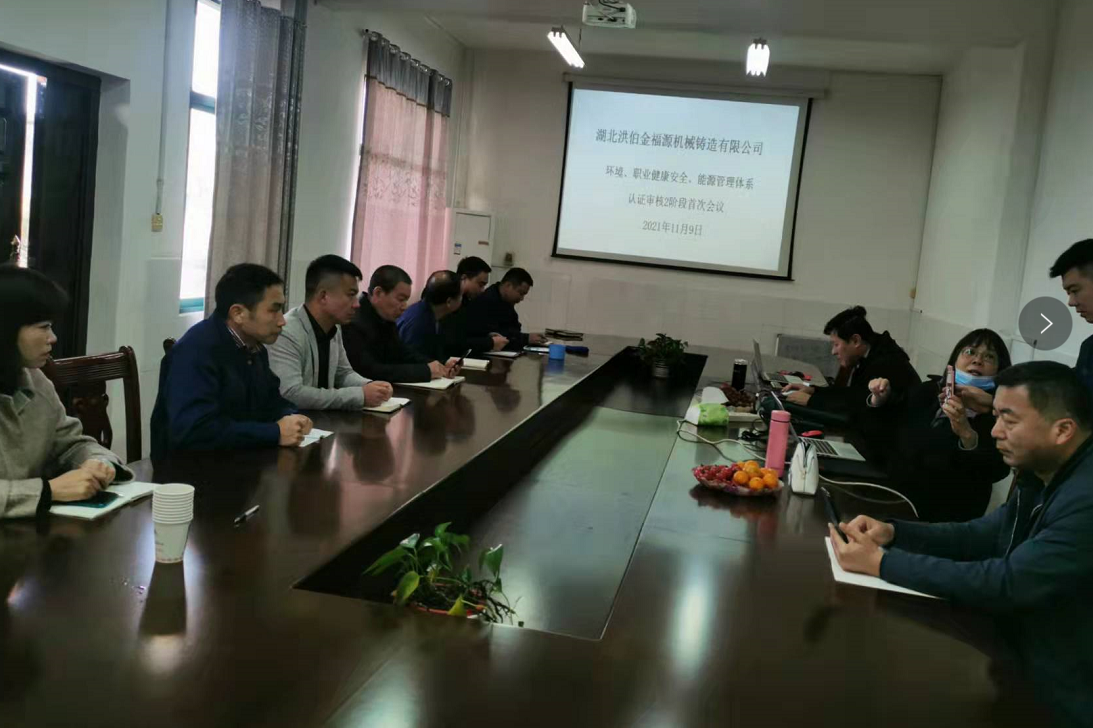 湖北洪伯金福源机械铸造有限公司
环境、职业健康安全、能源管理体系
认证审核2阶段首次会议
2021年11月9日